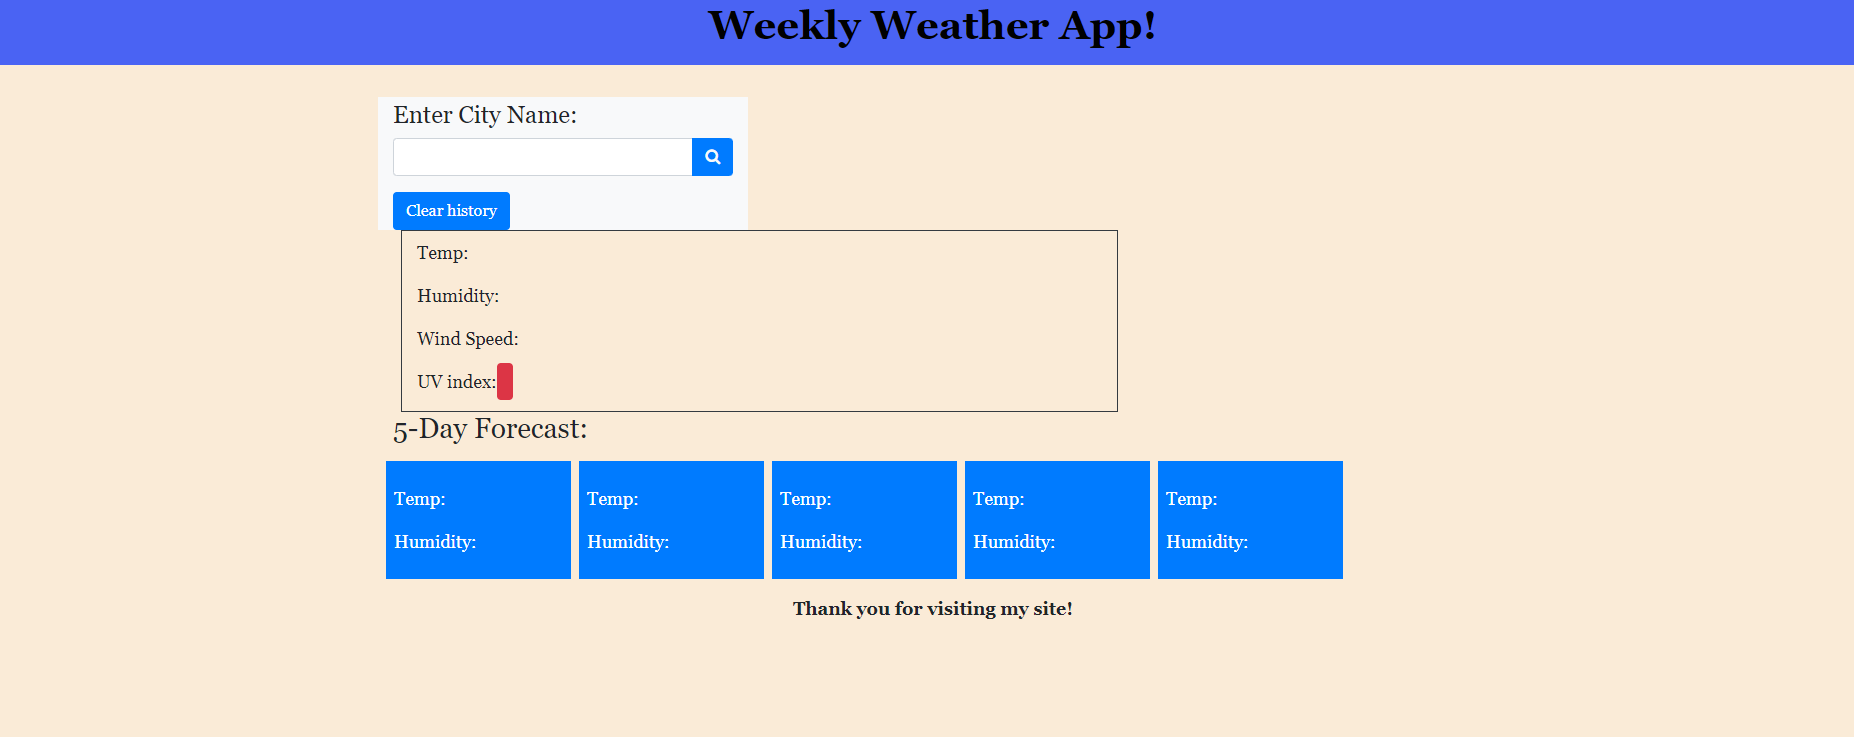 Weekly Weather App!
Enter City Name:
Clear history
Temp:
Humidity:
Wind Speed:
UV index:
5-Day Forecast:
Temp: Temp: Temp: Temp: Temp:
Humidity: Humidity: Humidity: Humidity: Humidity:
Thank you for visiting my site!